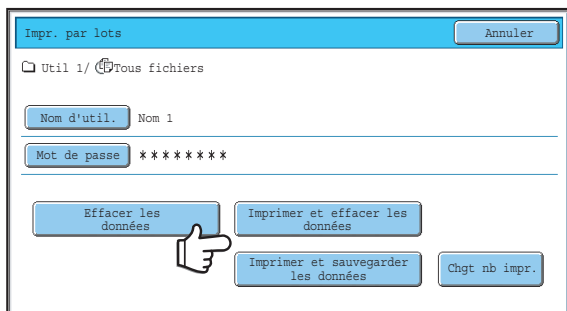 Impr. par lots
Annuler
Util 1/ Tous fichiers
Nom d'util. Nom 1
Mot de passe ********
Effacer les
données
Imprimer et effacer les
données
Imprimer et sauvegarder
les données
Chgt nb impr.